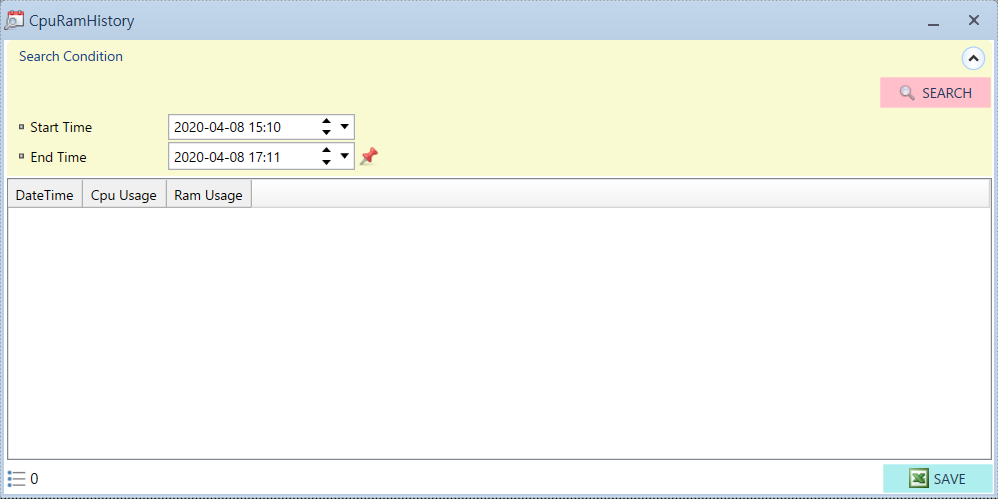 CpuRamHistory
Search Condition
SEARCH
Start Time 2020-04-08 15:10
End Time 2020-04-08 17:11
DateTime Cpu Usage Ram Usage
0 SAVE